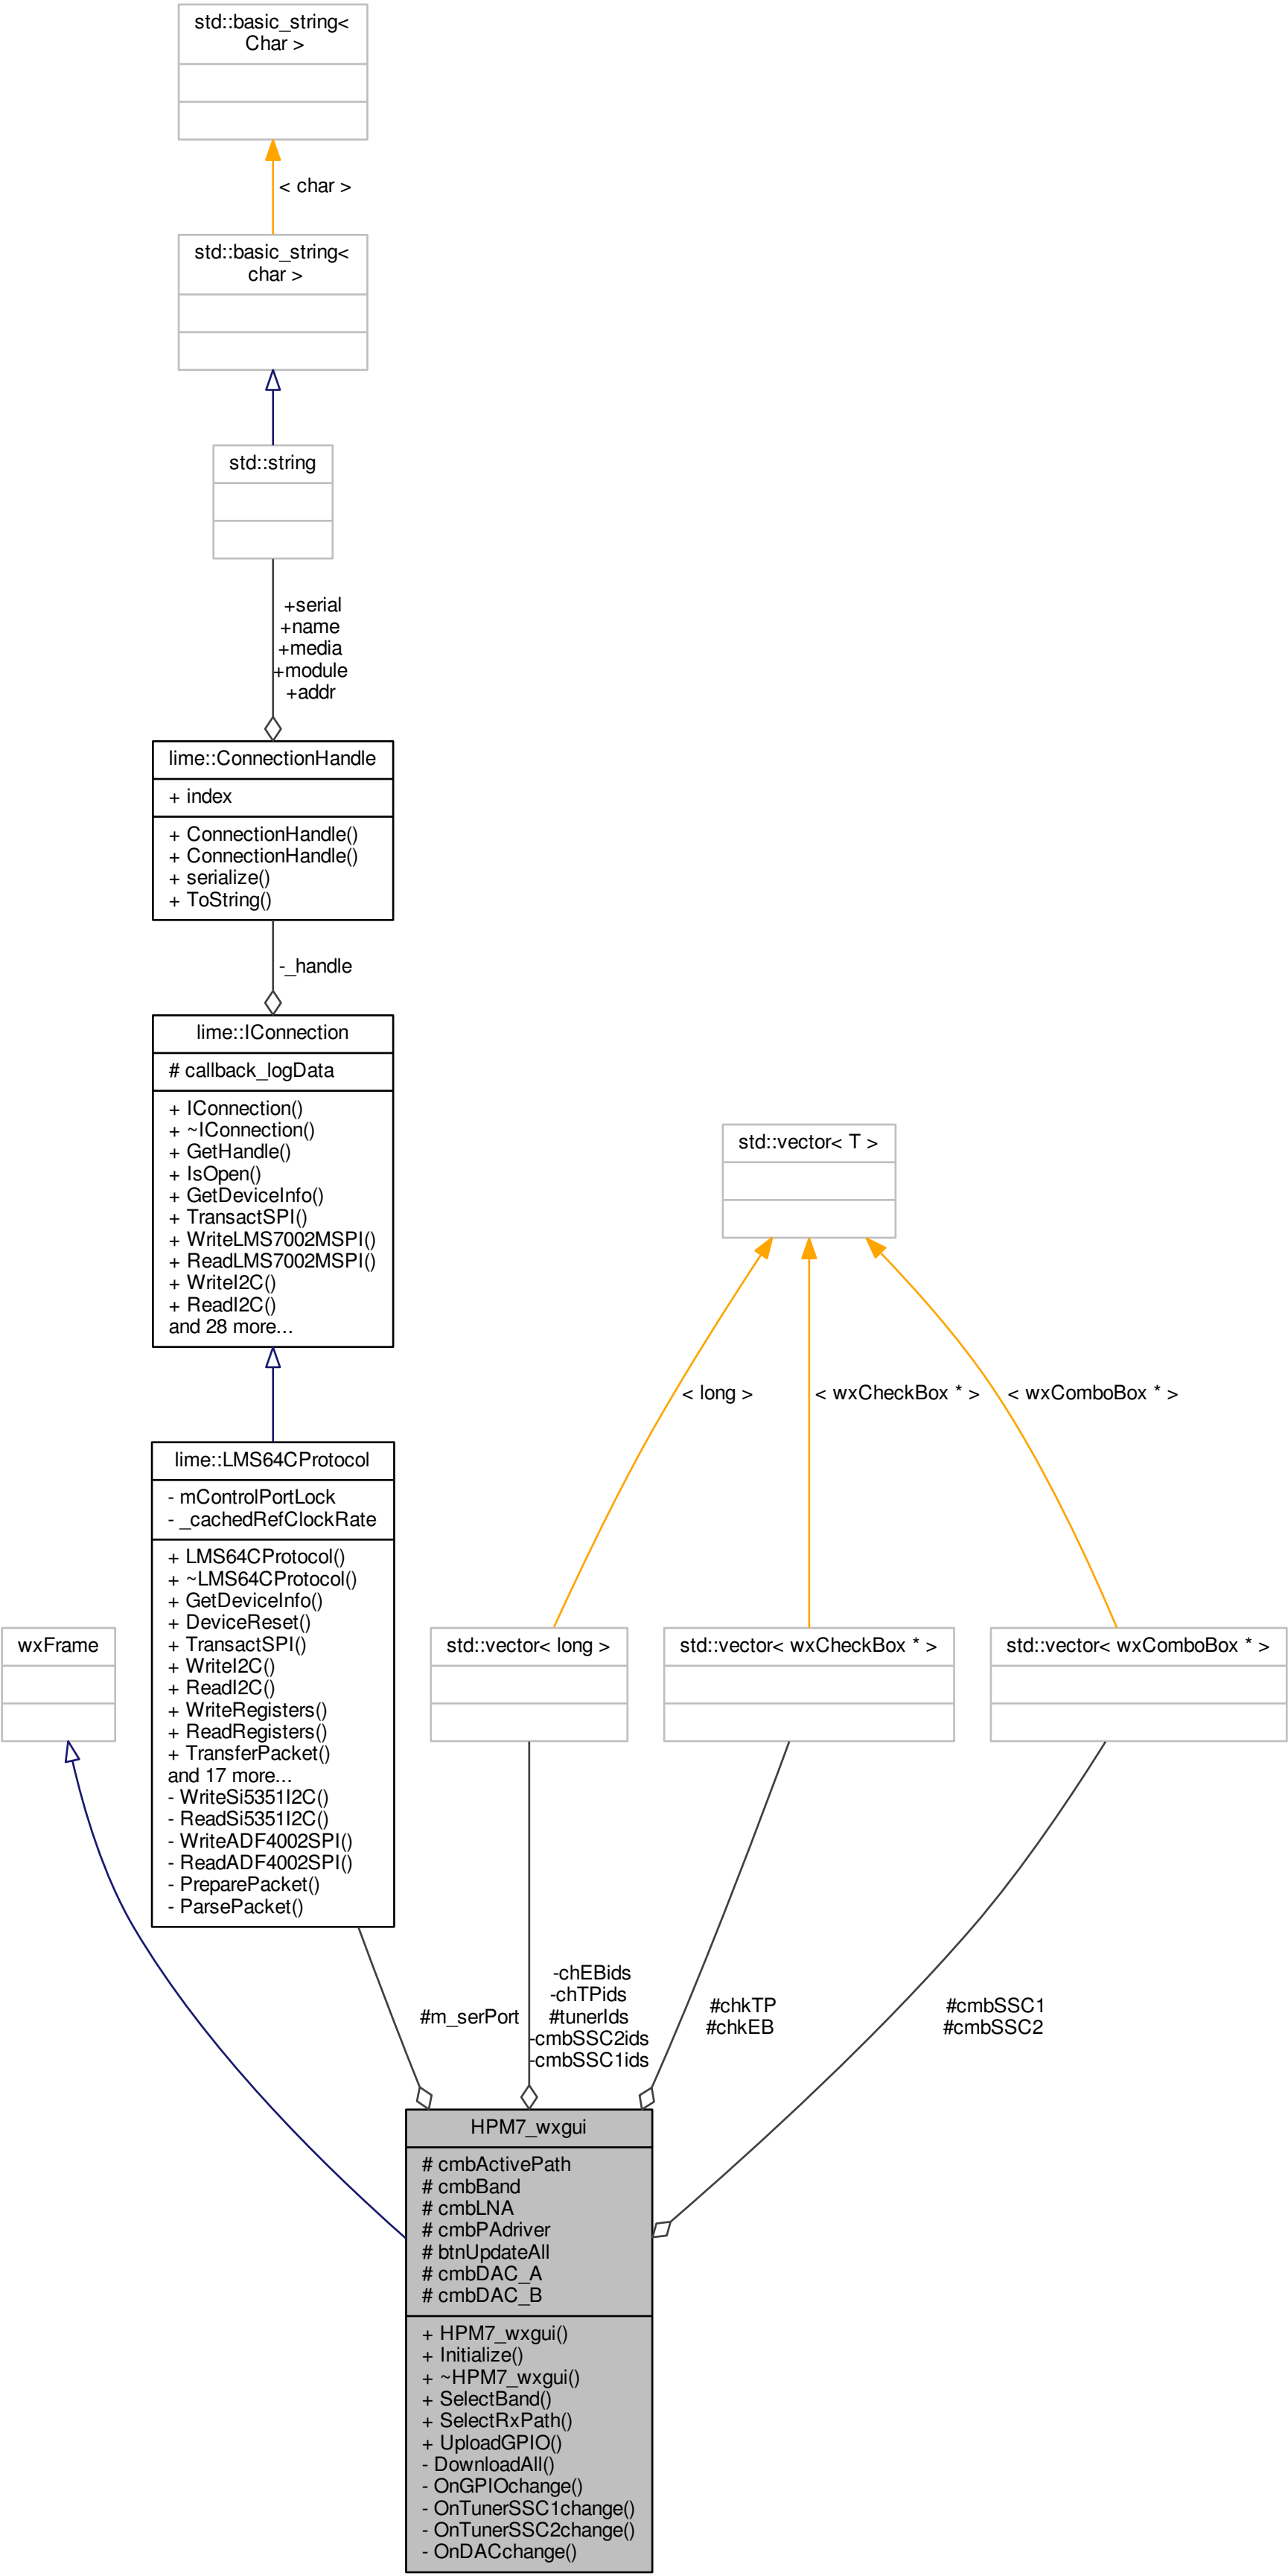 std::basic_string<
Char >
< char >
std::basic_string<
char >
std::string
+serial
+name
+media
+module
+addr
lime::ConnectionHandle
+ index
+ ConnectionHandle()
+ ConnectionHandle()
+ serialize()
+ ToString()
-_handle
lime::IConnection
# callback_logData
+ IConnection()
+ ~IConnection()
+ GetHandle()
+ IsOpen()
+ GetDeviceInfo()
+ TransactSPI()
+ WriteLMS7002MSPI()
+ ReadLMS7002MSPI()
+ WriteI2C()
+ ReadI2C()
and 28 more...
std::vector< T >
< long >
< wxCheckBox * >
< wxComboBox * >
lime::LMS64CProtocol
- mControlPortLock
- _cachedRefClockRate
+ LMS64CProtocol()
+ ~LMS64CProtocol()
+ GetDeviceInfo()
+ DeviceReset()
+ TransactSPI()
+ WriteI2C()
+ ReadI2C()
+ WriteRegisters()
+ ReadRegisters()
+ TransferPacket()
and 17 more...
- WriteSi5351I2C()
- ReadSi5351I2C()
- WriteADF4002SPI()
- ReadADF4002SPI()
- PreparePacket()
- ParsePacket()
wxFrame
std::vector< long >
std::vector< wxCheckBox * >
std::vector< wxComboBox * >
#m_serPort
-chEBids
-chTPids
#tunerIds
-cmbSSC2ids
-cmbSSC1ids
#chkTP
#chkEB
#cmbSSC1
#cmbSSC2
HPM7_wxgui
# cmbActivePath
# cmbBand
# cmbLNA
# cmbPAdriver
# btnUpdateAll
# cmbDAC_A
# cmbDAC_B
+ HPM7_wxgui()
+ Initialize()
+ ~HPM7_wxgui()
+ SelectBand()
+ SelectRxPath()
+ UploadGPIO()
- DownloadAll()
- OnGPIOchange()
- OnTunerSSC1change()
- OnTunerSSC2change()
- OnDACchange()